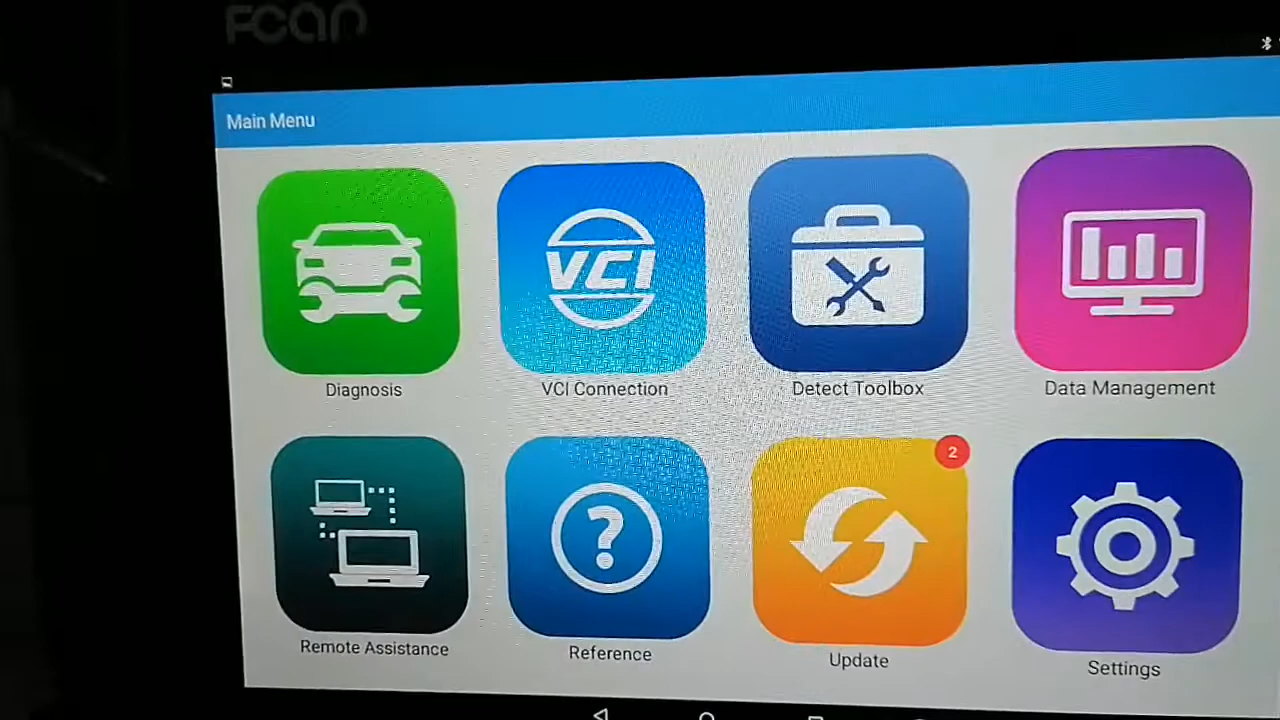 FCAR
Main Menu
VCI
Diagnosis
VCI Connection
Detect Toolbox
Data Management
?
2
Remote Assistance
Reference
Update
Settings